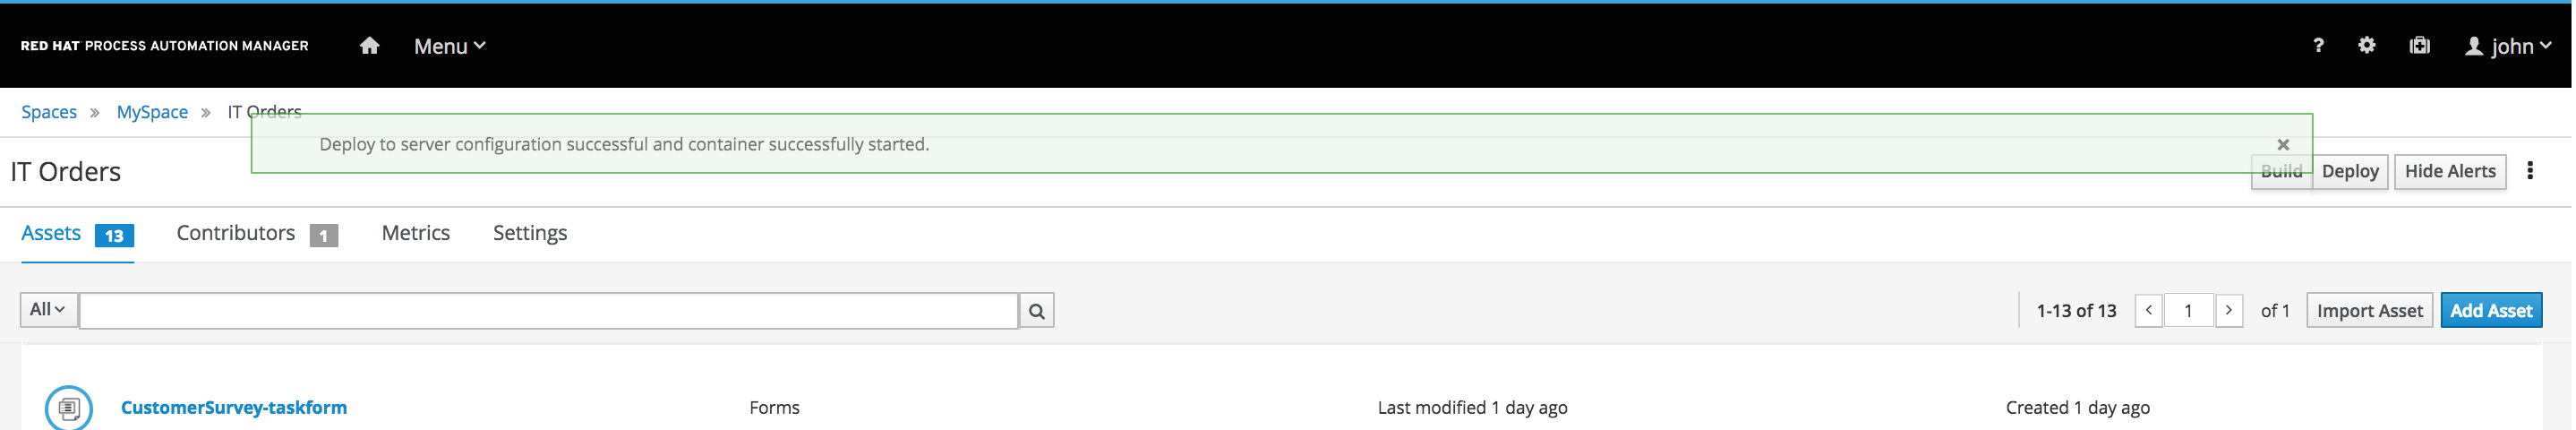 RED HAT PROCESS AUTOMATION MANAGER Menu ? john
Spaces » MySpace » IT Orders
Deploy to server configuration successful and container successfully started. ×
IT Orders Build Deploy Hide Alerts
Assets 13 Contributors 1 Metrics Settings
All 1-13 of 13 < 1 > of 1 Import Asset Add Asset
CustomerSurvey-taskform Forms Last modified 1 day ago Created 1 day ago